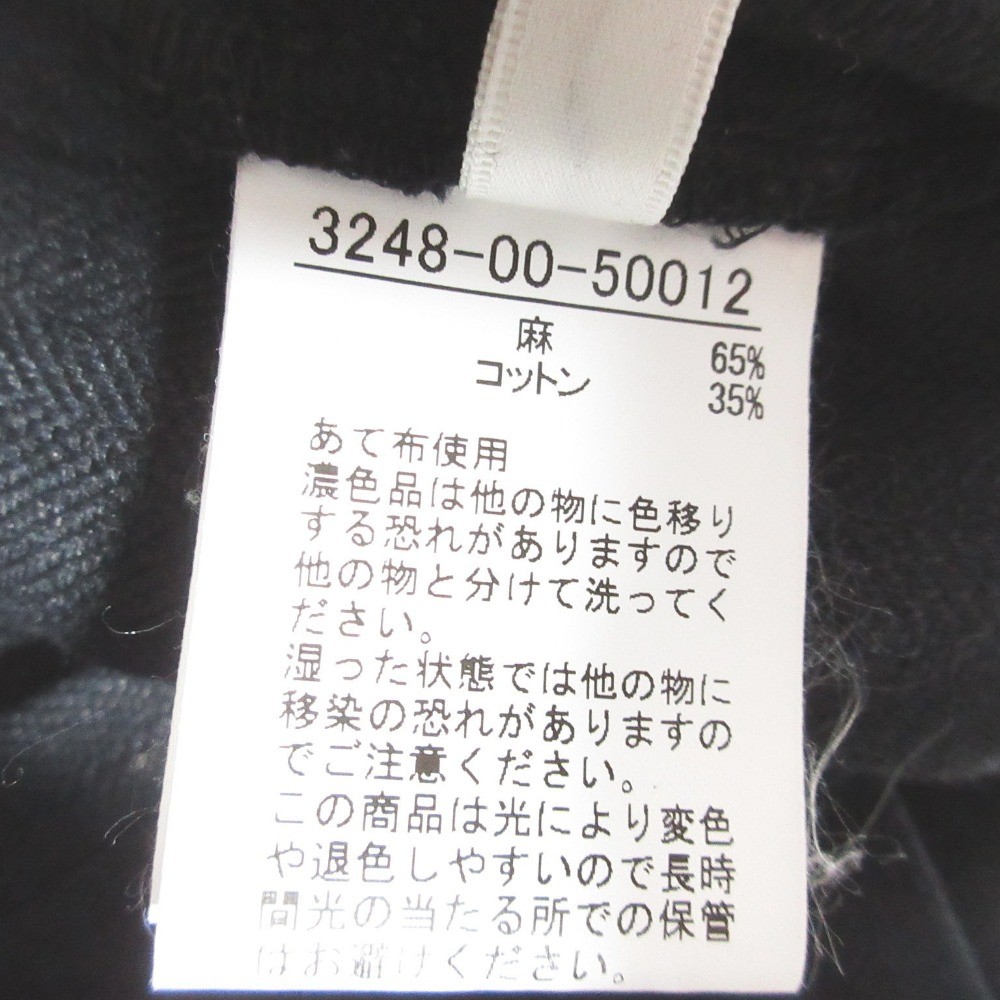 3248-00-50012
麻 65%
コットン 35%
あて布使用
濃色品は他の物に色移り
する恐れがありますので
他の物と分けて洗ってく
ださい。
湿った状態では他の物に
移染の恐れがありますの
でご注意ください。
この商品は光により変色
や退色しやすいので長時
間光の当たる所での保管
はお避けください。